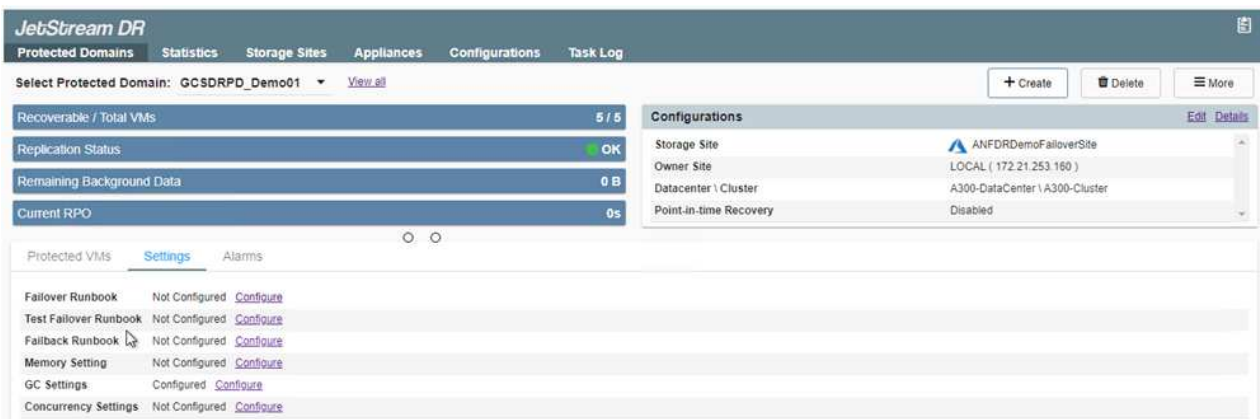 JetStream DR
Protected Domains Statistics Storage Sites Appliances Configurations Task Log
Select Protected Domain: GCSDRPD_Demo01 View all + Create Delete More
Recoverable / Total VMs 5 / 5
Replication Status OK
Remaining Background Data 0 B
Current RPO 0s
Configurations Edit Details
Storage Site ANFDRDemoFailoverSite
Owner Site LOCAL ( 172.21.253.160 )
Datacenter \ Cluster A300-DataCenter \ A300-Cluster
Point-in-time Recovery Disabled
Protected VMs Settings Alarms
Failover Runbook Not Configured Configure
Test Failover Runbook Not Configured Configure
Failback Runbook Not Configured Configure
Memory Setting Not Configured Configure
GC Settings Configured Configure
Concurrency Settings Not Configured Configure